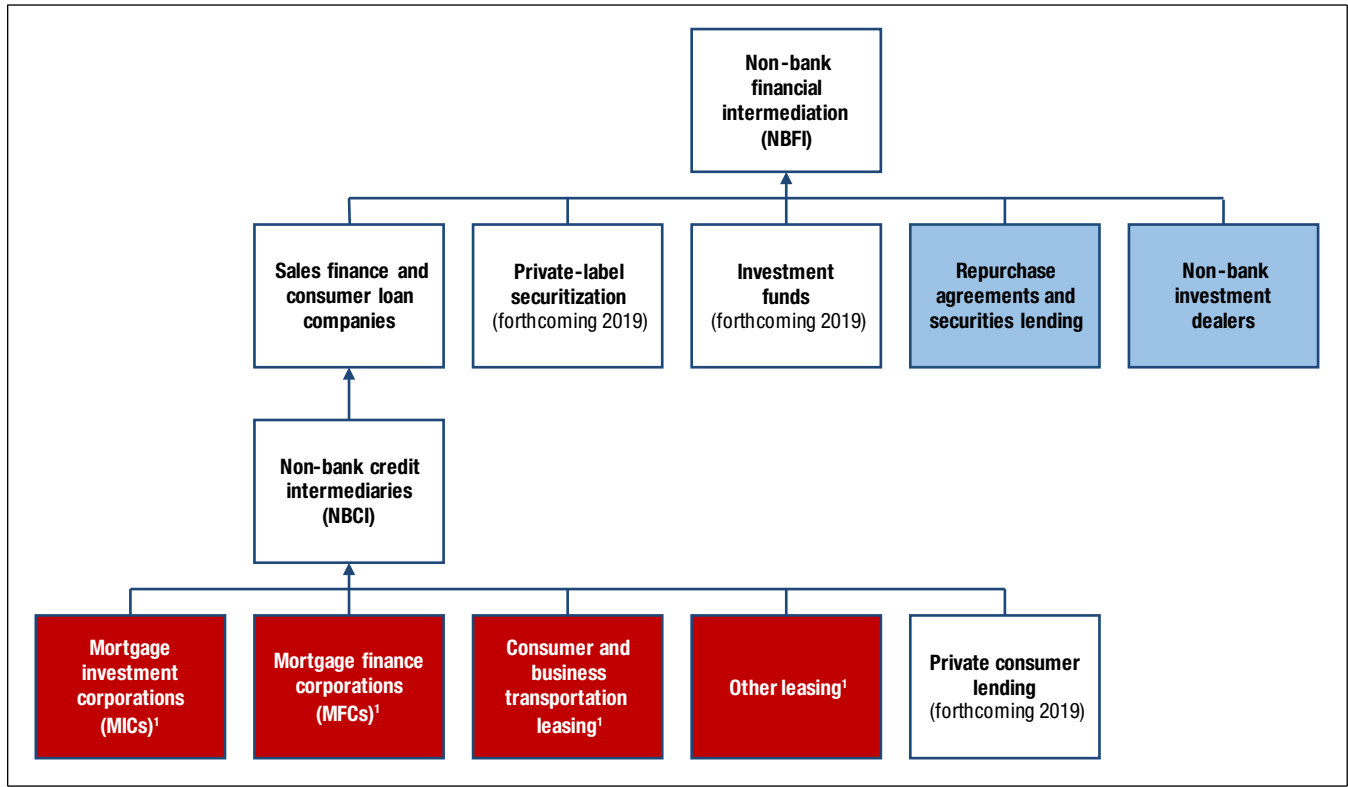 Non-bank
financial
intermediation
(NBFI)
Sales finance and
consumer loan
companies
Private-label
securitization
(forthcoming 2019)
Investment
funds
(forthcoming 2019)
Repurchase
agreements and
securities lending
Non-bank
investment
dealers
Non-bank credit
intermediaries
(NBCI)
Mortgage
investment
corporations
(MICs)¹
Mortgage finance
corporations
(MFCs)¹
Consumer and
business
transportation
leasing¹
Other leasing¹
Private consumer
lending
(forthcoming 2019)